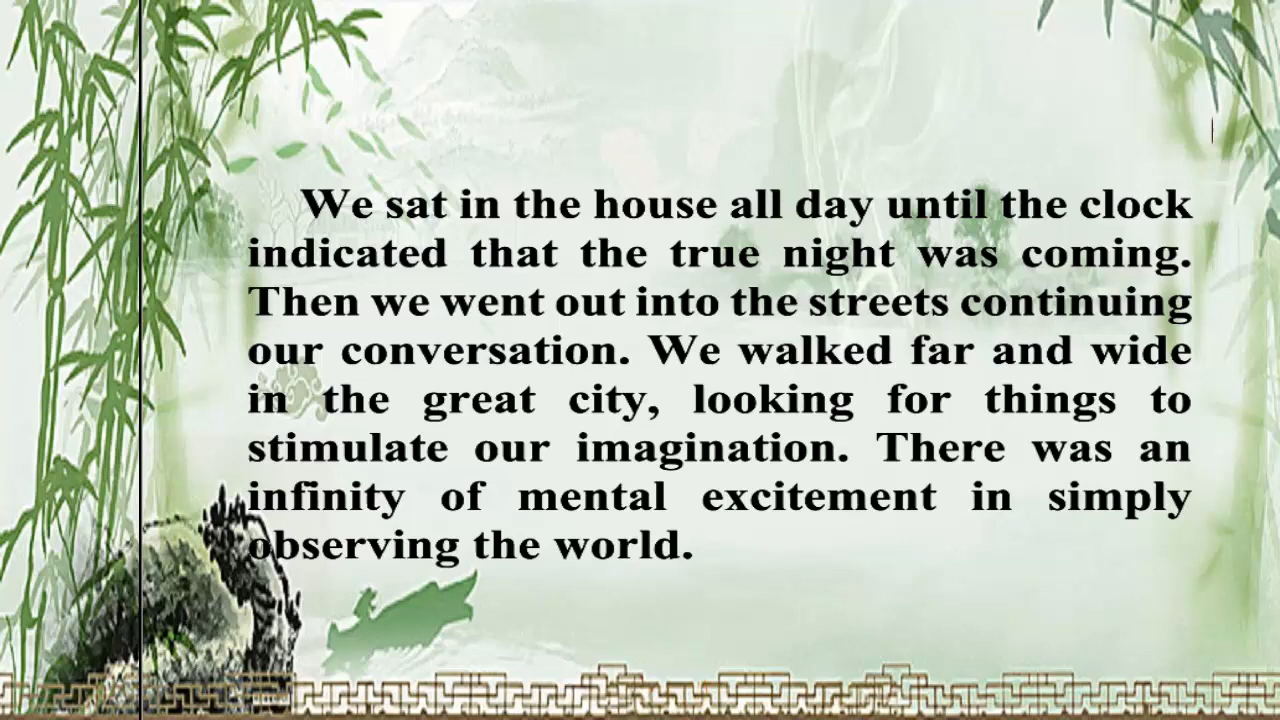 We sat in the house all day until the clock
indicated that the true night was coming.
Then we went out into the streets continuing
our conversation. We walked far and wide
in the great city, looking for things to
stimulate our imagination. There was an
infinity of mental excitement in simply
observing the world.